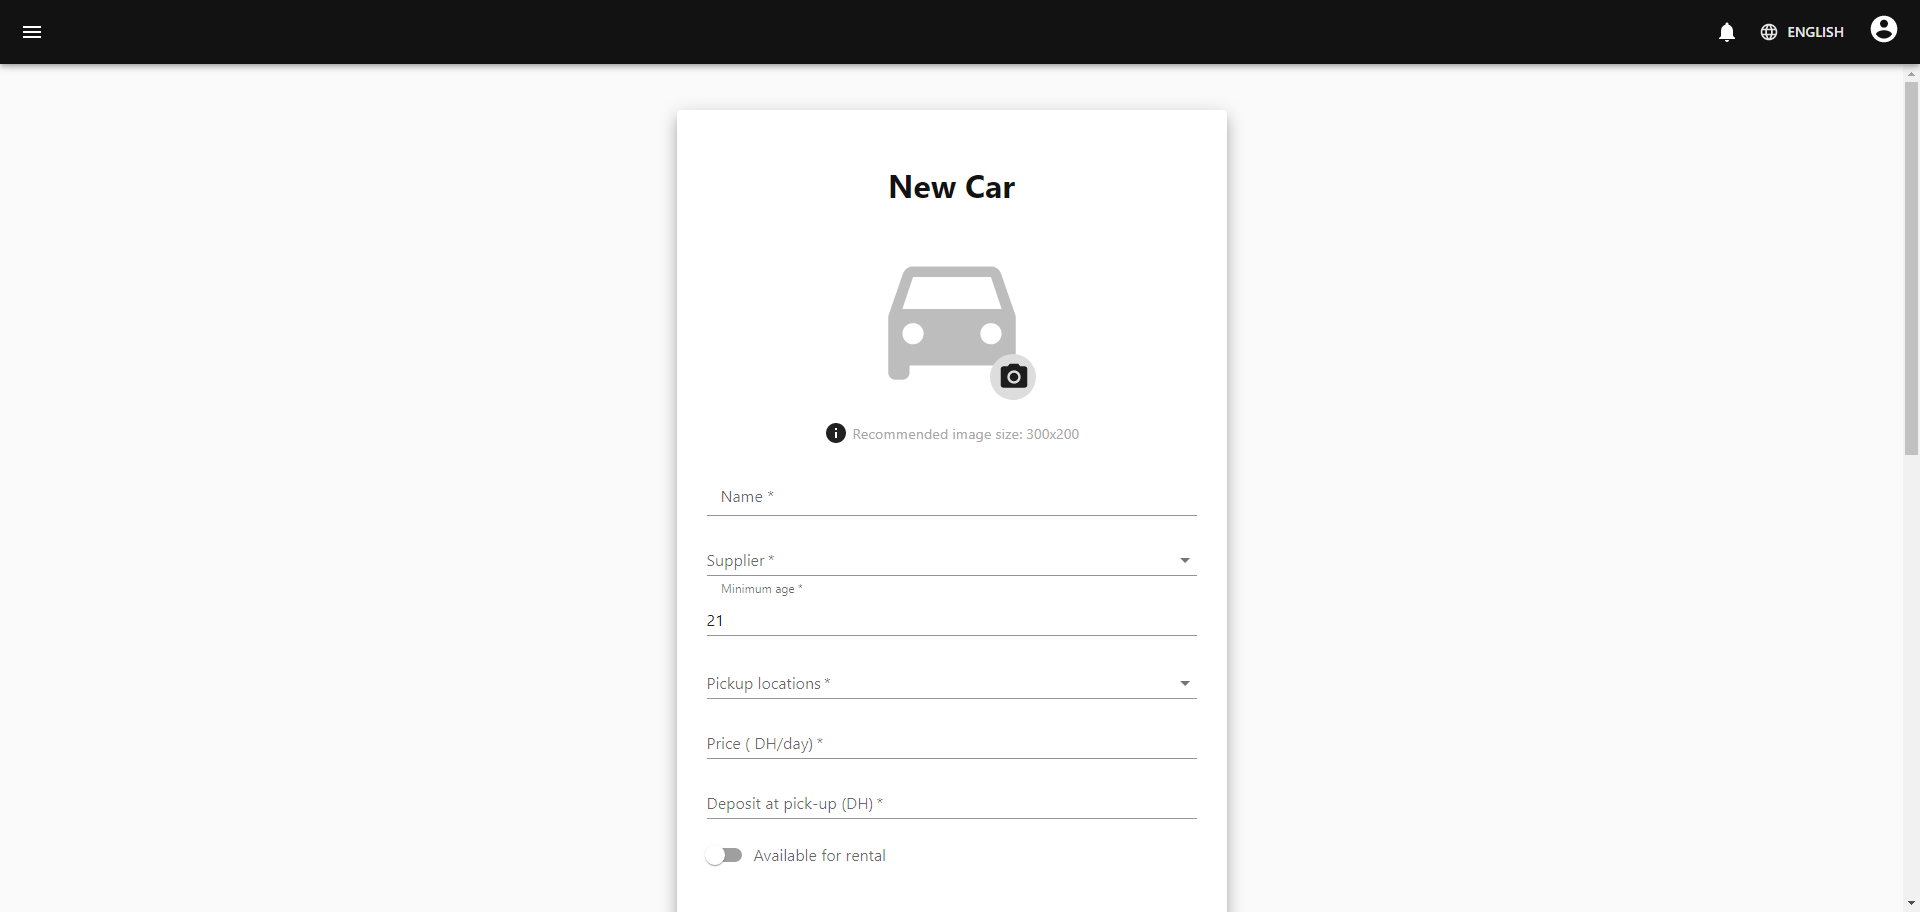 ENGLISH
New Car
Recommended image size: 300x200
Name *
Supplier *
Minimum age *
21
Pickup locations *
Price ( DH/day) *
Deposit at pick-up (DH) *
Available for rental